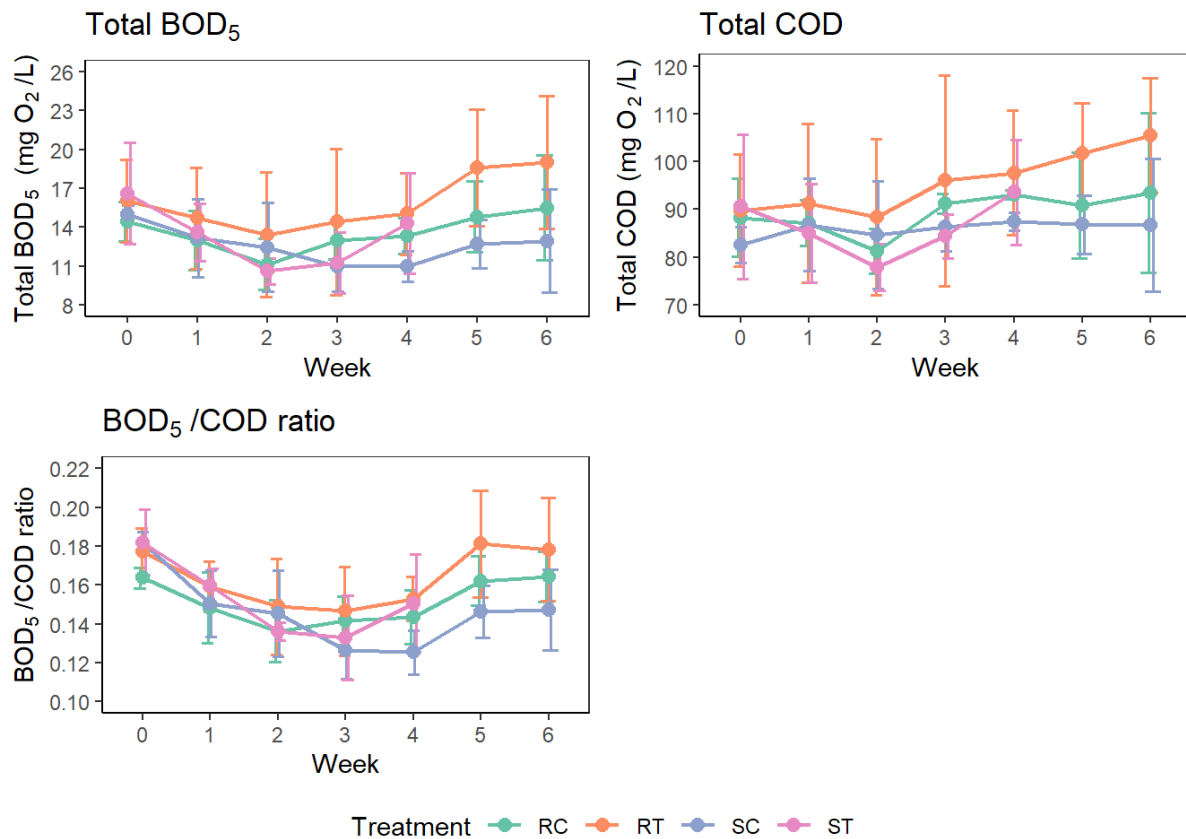 Total BOD₅
Total BOD₅ (mg O₂ /L)
26
23
20
17
14
11
8
0 1 2 3 4 5 6
Week
Total COD
Total COD (mg O₂ /L)
120
110
100
90
80
70
0 1 2 3 4 5 6
Week
BOD₅ /COD ratio
BOD₅ /COD ratio
0.22
0.20
0.18
0.16
0.14
0.12
0.10
0 1 2 3 4 5 6
Week
Treatment RC RT SC ST